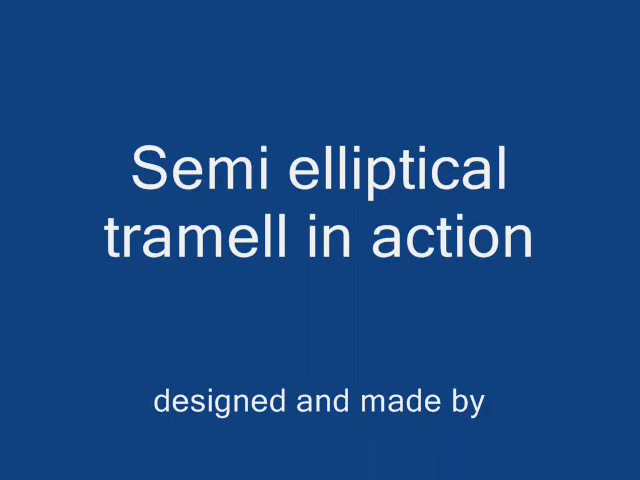 Semi elliptical
tramell in action
designed and made by